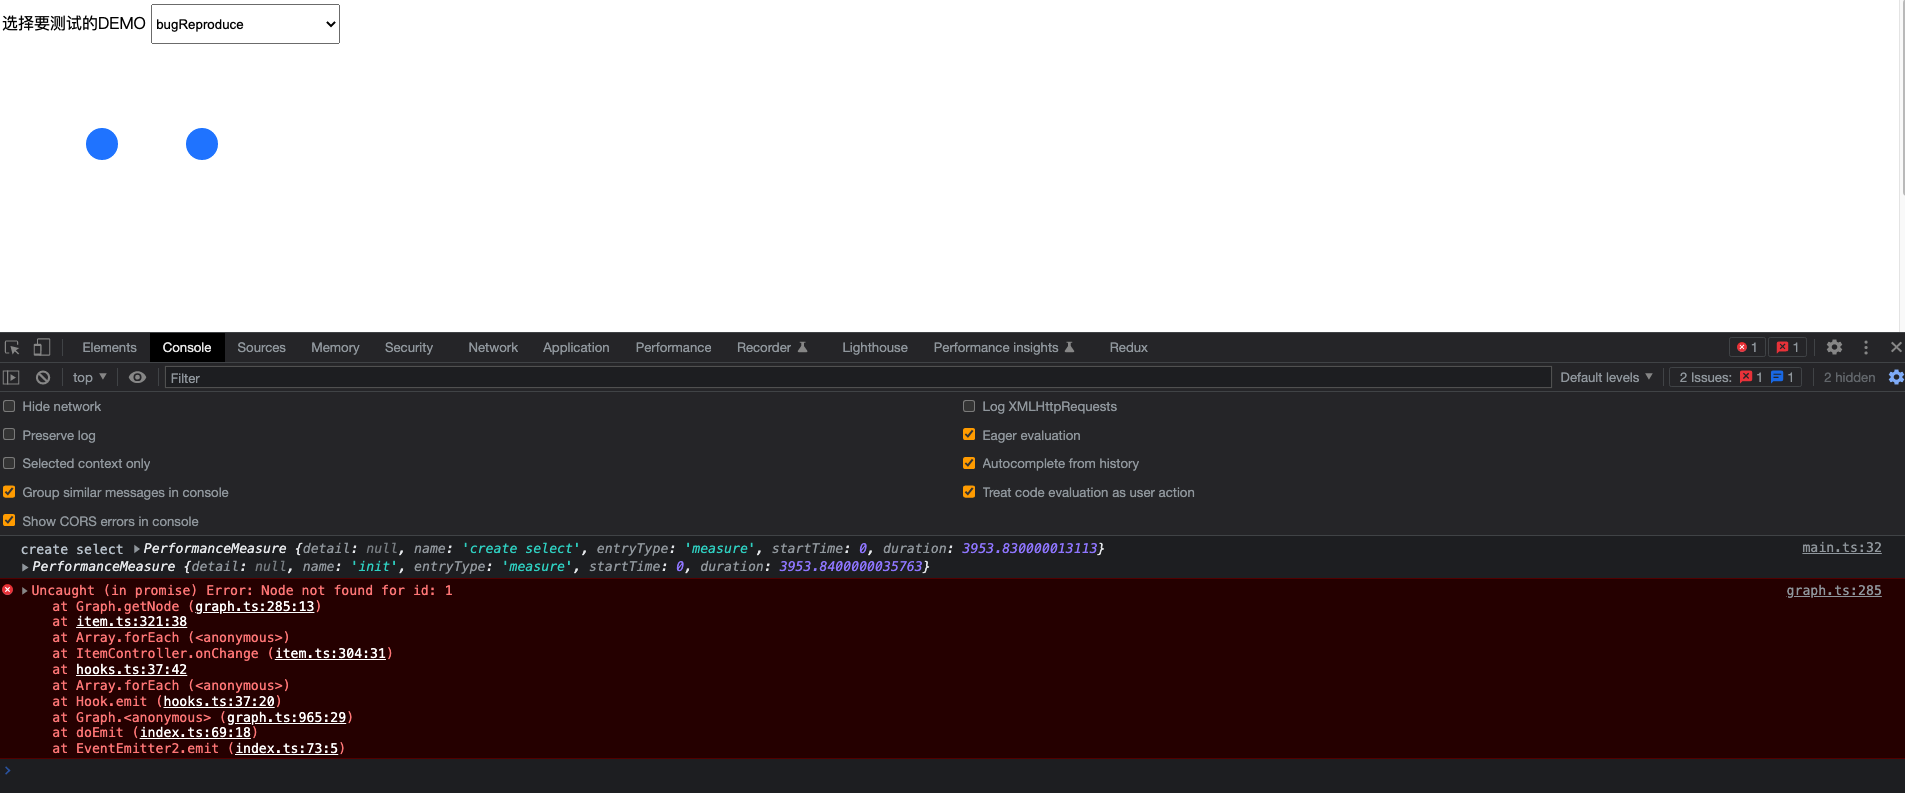 选择要测试的DEMO bugReproduce
Elements Console Sources Memory Security Network Application Performance Recorder Lighthouse Performance insights Redux 1 1
top Filter Default levels 2 Issues: 1 1 2 hidden
Hide network Log XMLHttpRequests
Preserve log Eager evaluation
Selected context only Autocomplete from history
Group similar messages in console Treat code evaluation as user action
Show CORS errors in console
create select PerformanceMeasure {detail: null, name: 'create select', entryType: 'measure', startTime: 0, duration: 3953.830000013113} main.ts:32
PerformanceMeasure {detail: null, name: 'init', entryType: 'measure', startTime: 0, duration: 3953.8400000035763}
Uncaught (in promise) Error: Node not found for id: 1 graph.ts:285
at Graph.getNode (graph.ts:285:13)
at item.ts:321:38
at Array.forEach (<anonymous>)
at ItemController.onChange (item.ts:304:31)
at hooks.ts:37:42
at Array.forEach (<anonymous>)
at Hook.emit (hooks.ts:37:20)
at Graph.<anonymous> (graph.ts:965:29)
at doEmit (index.ts:69:18)
at EventEmitter2.emit (index.ts:73:5)